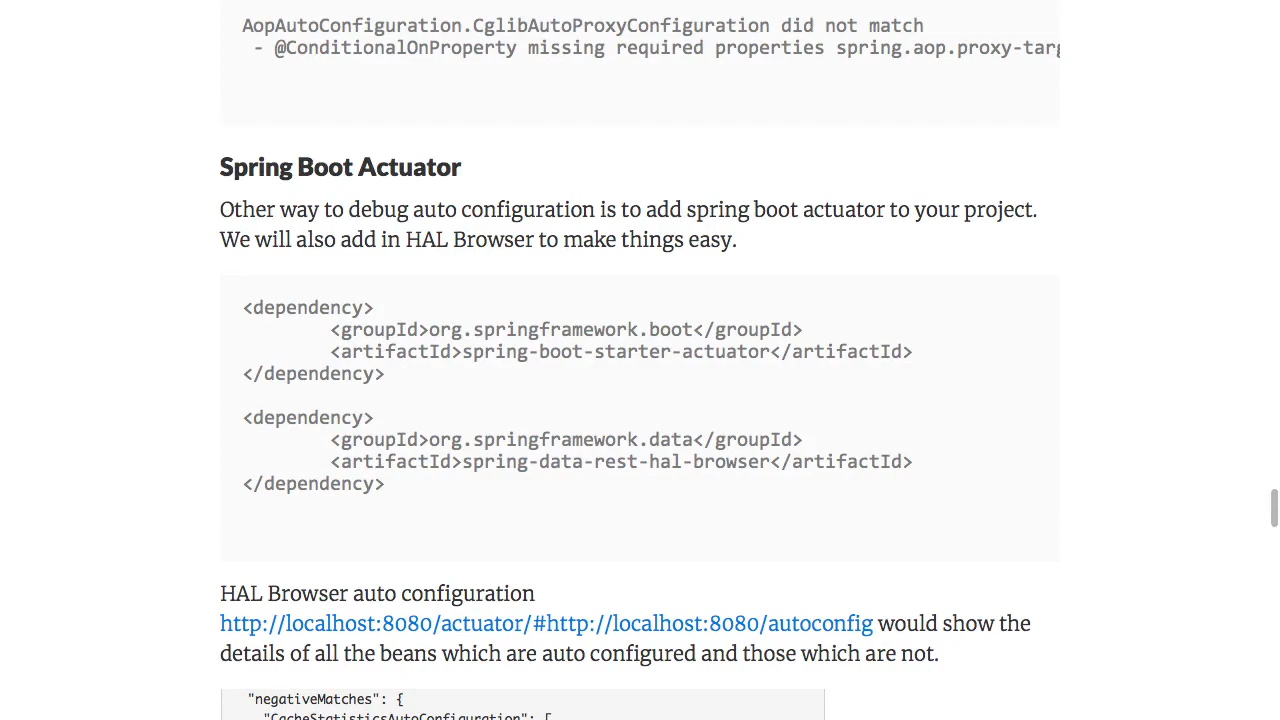 AopAutoConfiguration.CglibAutoProxyConfiguration did not match
- @ConditionalOnProperty missing required properties spring.aop.proxy-targ
Spring Boot Actuator
Other way to debug auto configuration is to add spring boot actuator to your project.
We will also add in HAL Browser to make things easy.
<dependency>
<groupId>org.springframework.boot</groupId>
<artifactId>spring-boot-starter-actuator</artifactId>
</dependency>
<dependency>
<groupId>org.springframework.data</groupId>
<artifactId>spring-data-rest-hal-browser</artifactId>
</dependency>
HAL Browser auto configuration
http://localhost:8080/actuator/#http://localhost:8080/autoconfig would show the
details of all the beans which are auto configured and those which are not.
"negativeMatches": {
"CacheStatisticsAutoConfiguration": [